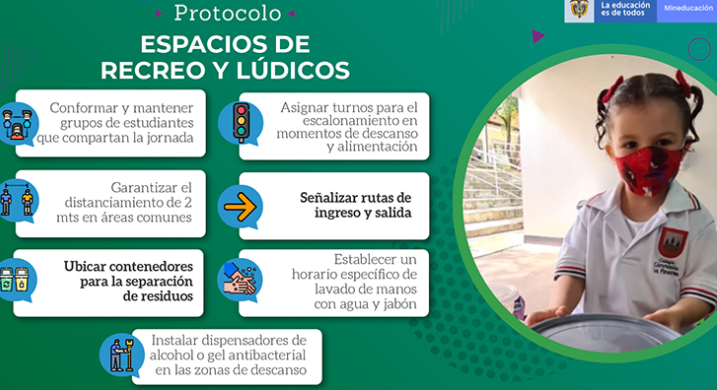 Protocolo
La educación
es de todos
Mineducación
ESPACIOS DE
RECREO Y LÚDICOS
Conformar y mantener
grupos de estudiantes
que compartan la jornada
Asignar turnos para el
escalonamiento en
momentos de descanso
y alimentación
Garantizar el
distanciamiento de 2
mts en áreas comunes
Señalizar rutas de
ingreso y salida
Ubicar contenedores
para la separación
de residuos
Establecer un
horario específico de
lavado de manos
con agua y jabón
Instalar dispensadores de
alcohol o gel antibacterial
en las zonas de descanso
Colegio